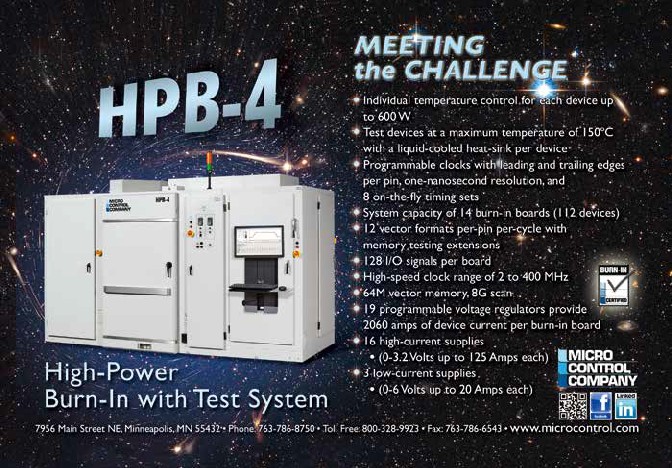 HPB-4
MICRO
CONTROL
COMPANY
HPB-4
High-Power
Burn-In with Test System
MEETING
the CHALLENGE
Individual temperature control for each device up
to 600 W
Test devices at a maximum temperature of 150°C
with a liquid-cooled heat-sink per device
Programmable clocks with leading and trailing edges
per pin, one-nanosecond resolution, and
8 on-the-fly timing sets
System capacity of 14 burn-in boards (112 devices)
12 vector formats per-pin per-cycle with
memory testing extensions
128 I/O signals per board
High-speed clock range of 2 to 400 MHz
64M vector memory, 8G scan
19 programmable voltage regulators provide
2060 amps of device current per burn-in board
16 high-current supplies
• (0-3.2 Volts up to 125 Amps each)
3 low-current supplies
• (0-6 Volts up to 20 Amps each)
BURN-IN
CERTIFIED
MICRO
CONTROL
COMPANY
facebook
Linked
in
7956 Main Street NE, Minneapolis, MN 55432 • Phone: 763-786-8750 • Toll Free: 800-328-9923 • Fax: 763-786-6543 • www.microcontrol.com